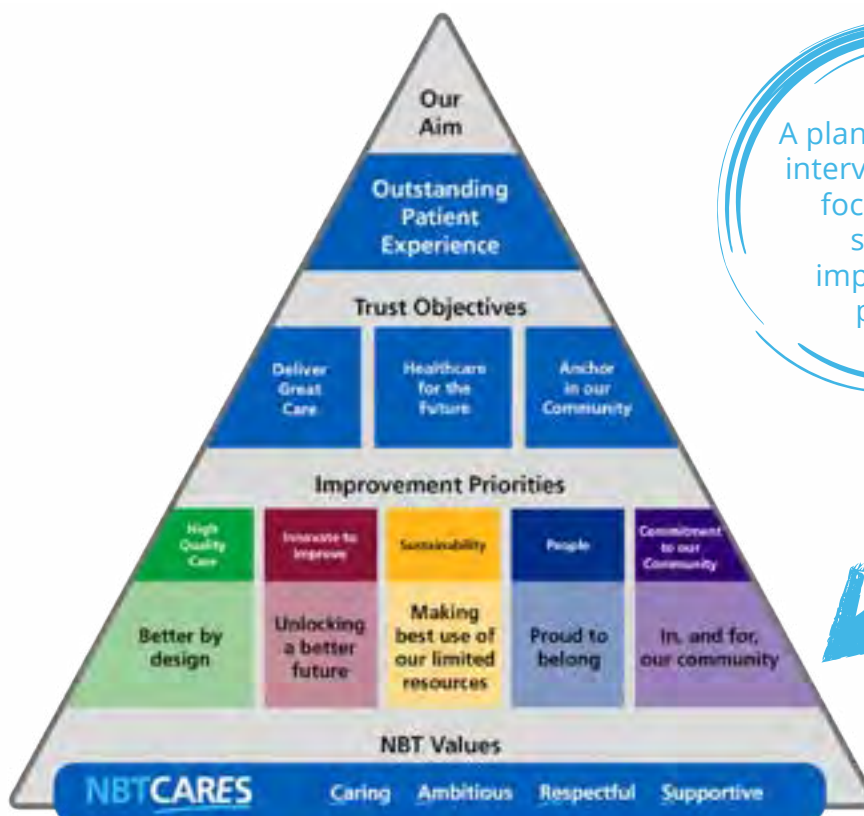 Our
Aim
Outstanding
Patient
Experience
Trust Objectives
Deliver
Great
Care
Healthcare
for the
Future
Anchor
in our
Community
Improvement Priorities
High
Quality
Care
Innovate to
Improve
Sustainability
People
Commitment
to our
Community
Better by
design
Unlocking
a better
future
Making
best use of
our limited
resources
Proud to
belong
In, and for,
our community
NBT Values
NBTCARES
Caring Ambitious Respectful Supportive
A plan
interv
foc
s
imp
p